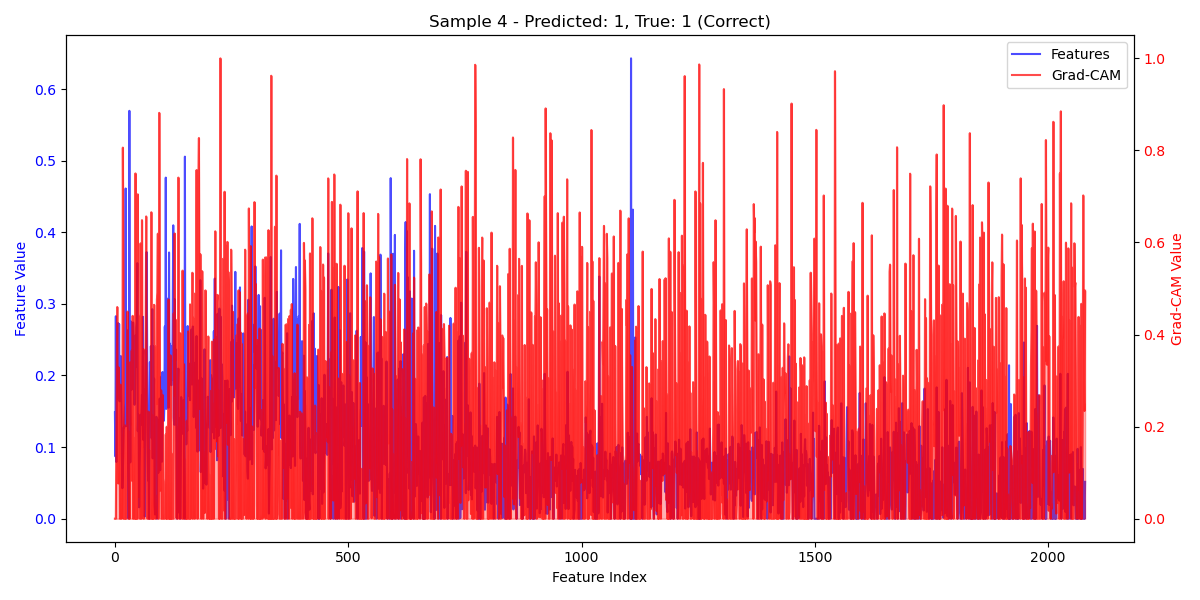 Sample 4 - Predicted: 1, True: 1 (Correct)
Features
Grad-CAM
Feature Value
0.6
0.5
0.4
0.3
0.2
0.1
0.0
1.0
0.8
0.6
0.4
0.2
0.0
Grad-CAM Value
0 500 1000 1500 2000
Feature Index